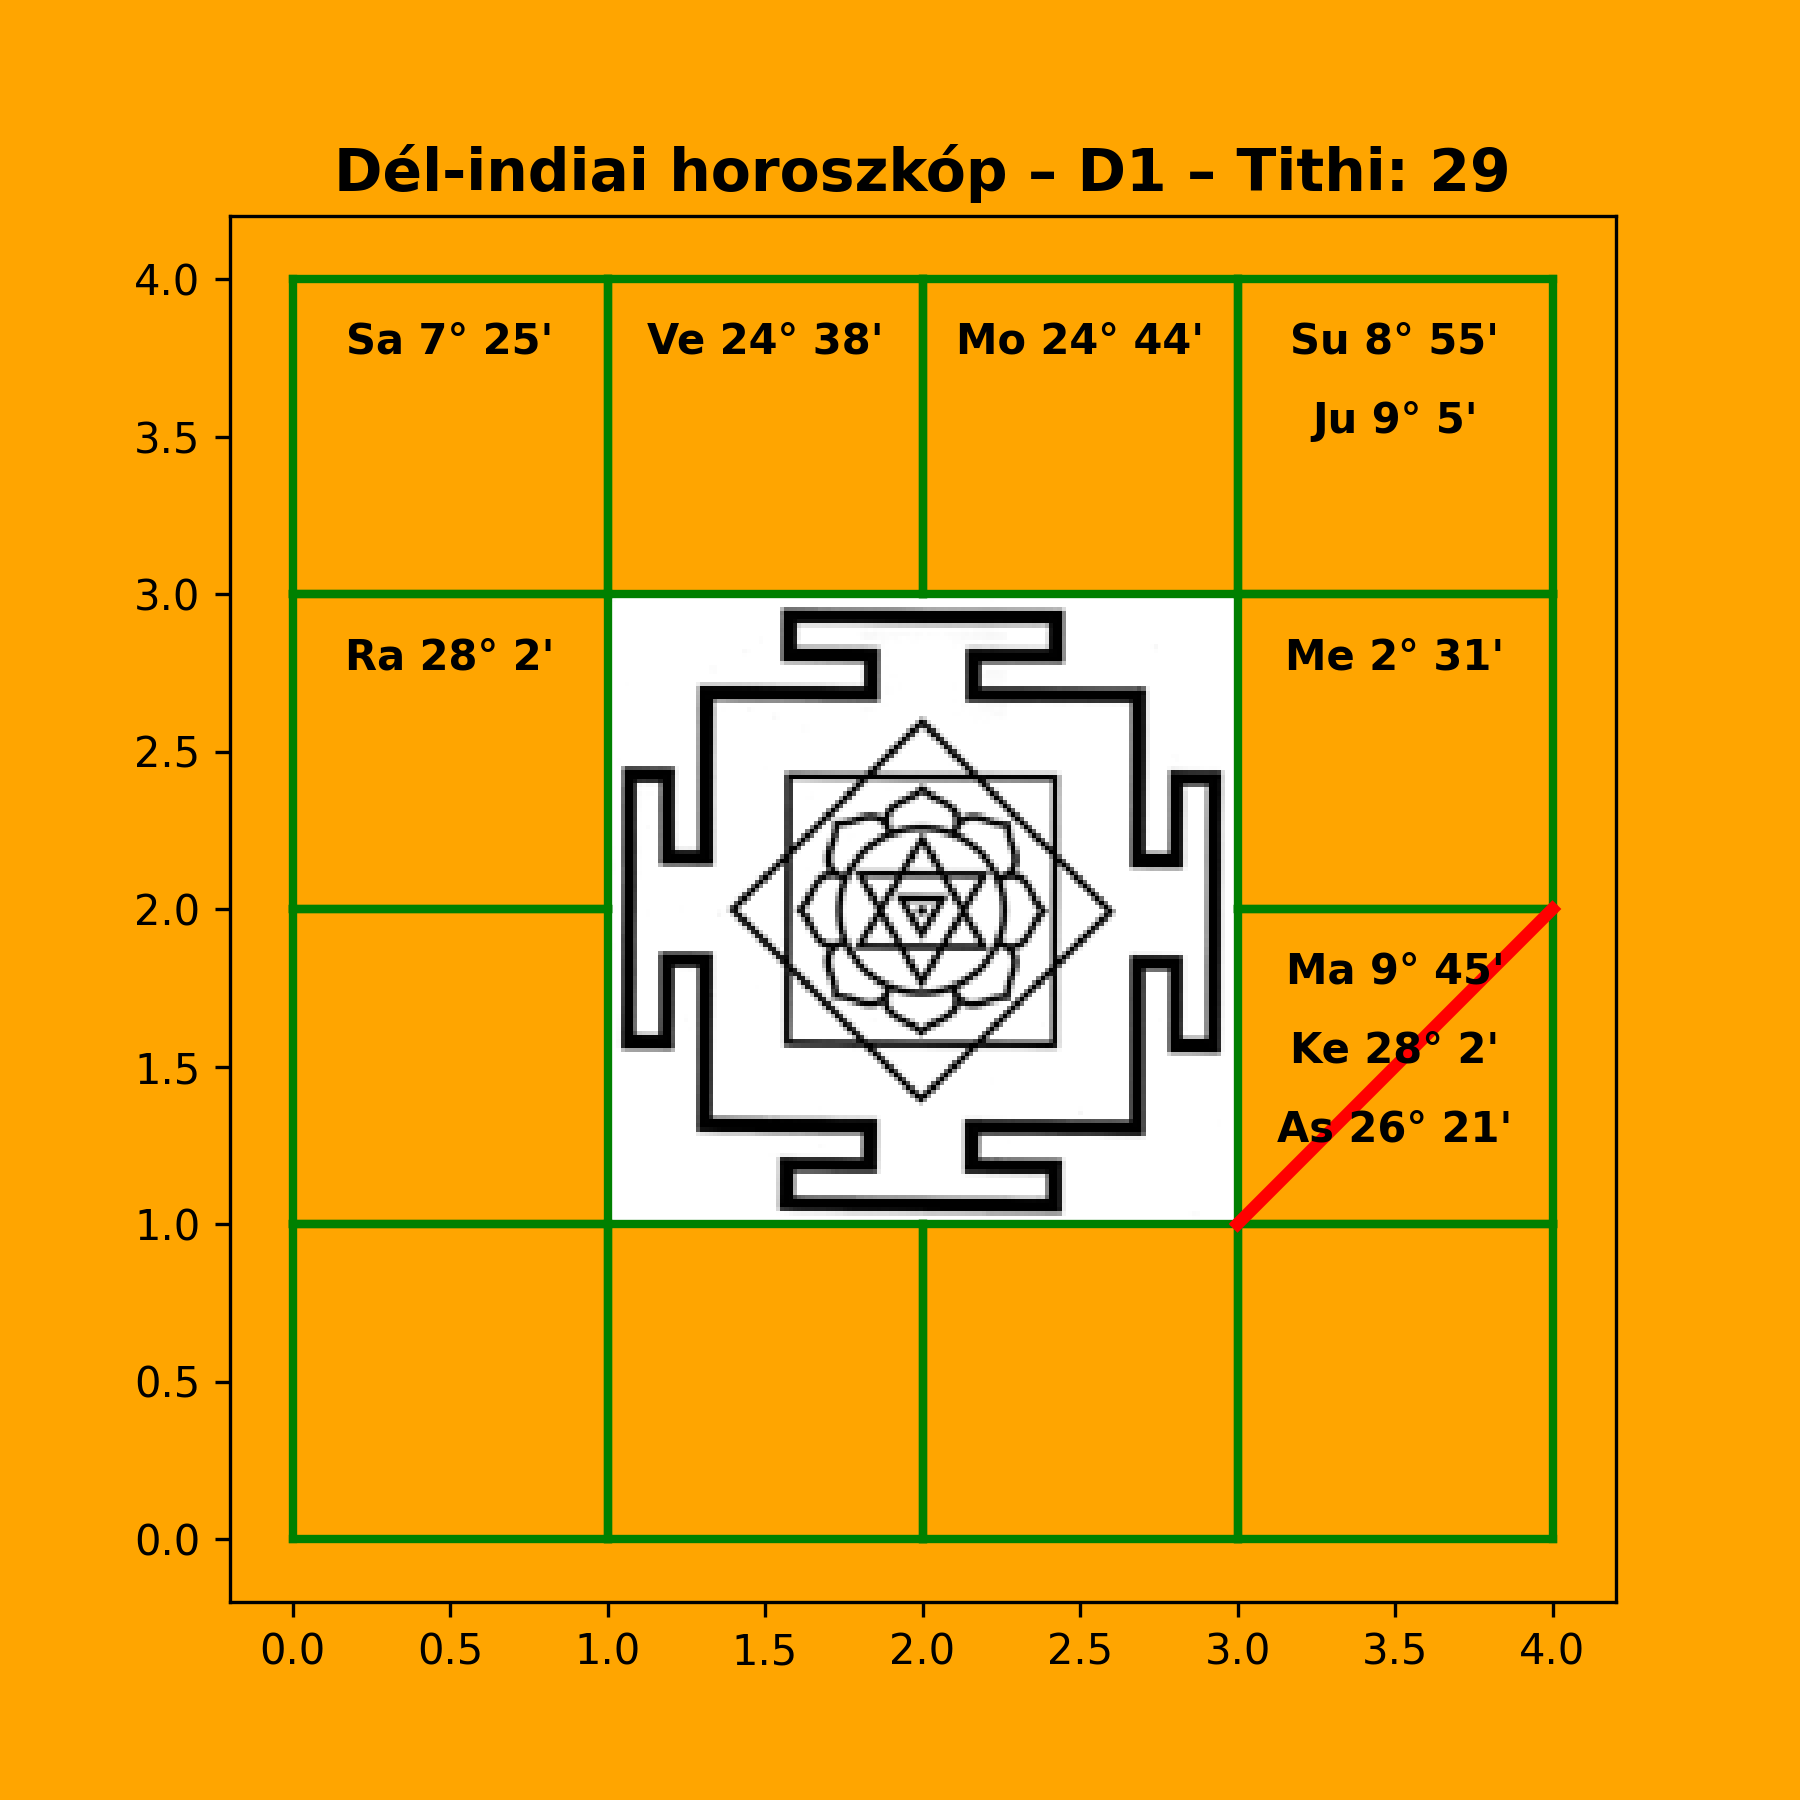 Dél-indiai horoszkóp – D1 – Tithi: 29
4.0
Sa 7° 25' Ve 24° 38' Mo 24° 44' Su 8° 55'
Ju 9° 5'
3.5
3.0
Ra 28° 2' Me 2° 31'
2.5
2.0
Ma 9° 45'
Ke 28° 2'
1.5
As 26° 21'
1.0
0.5
0.0
0.0 0.5 1.0 1.5 2.0 2.5 3.0 3.5 4.0